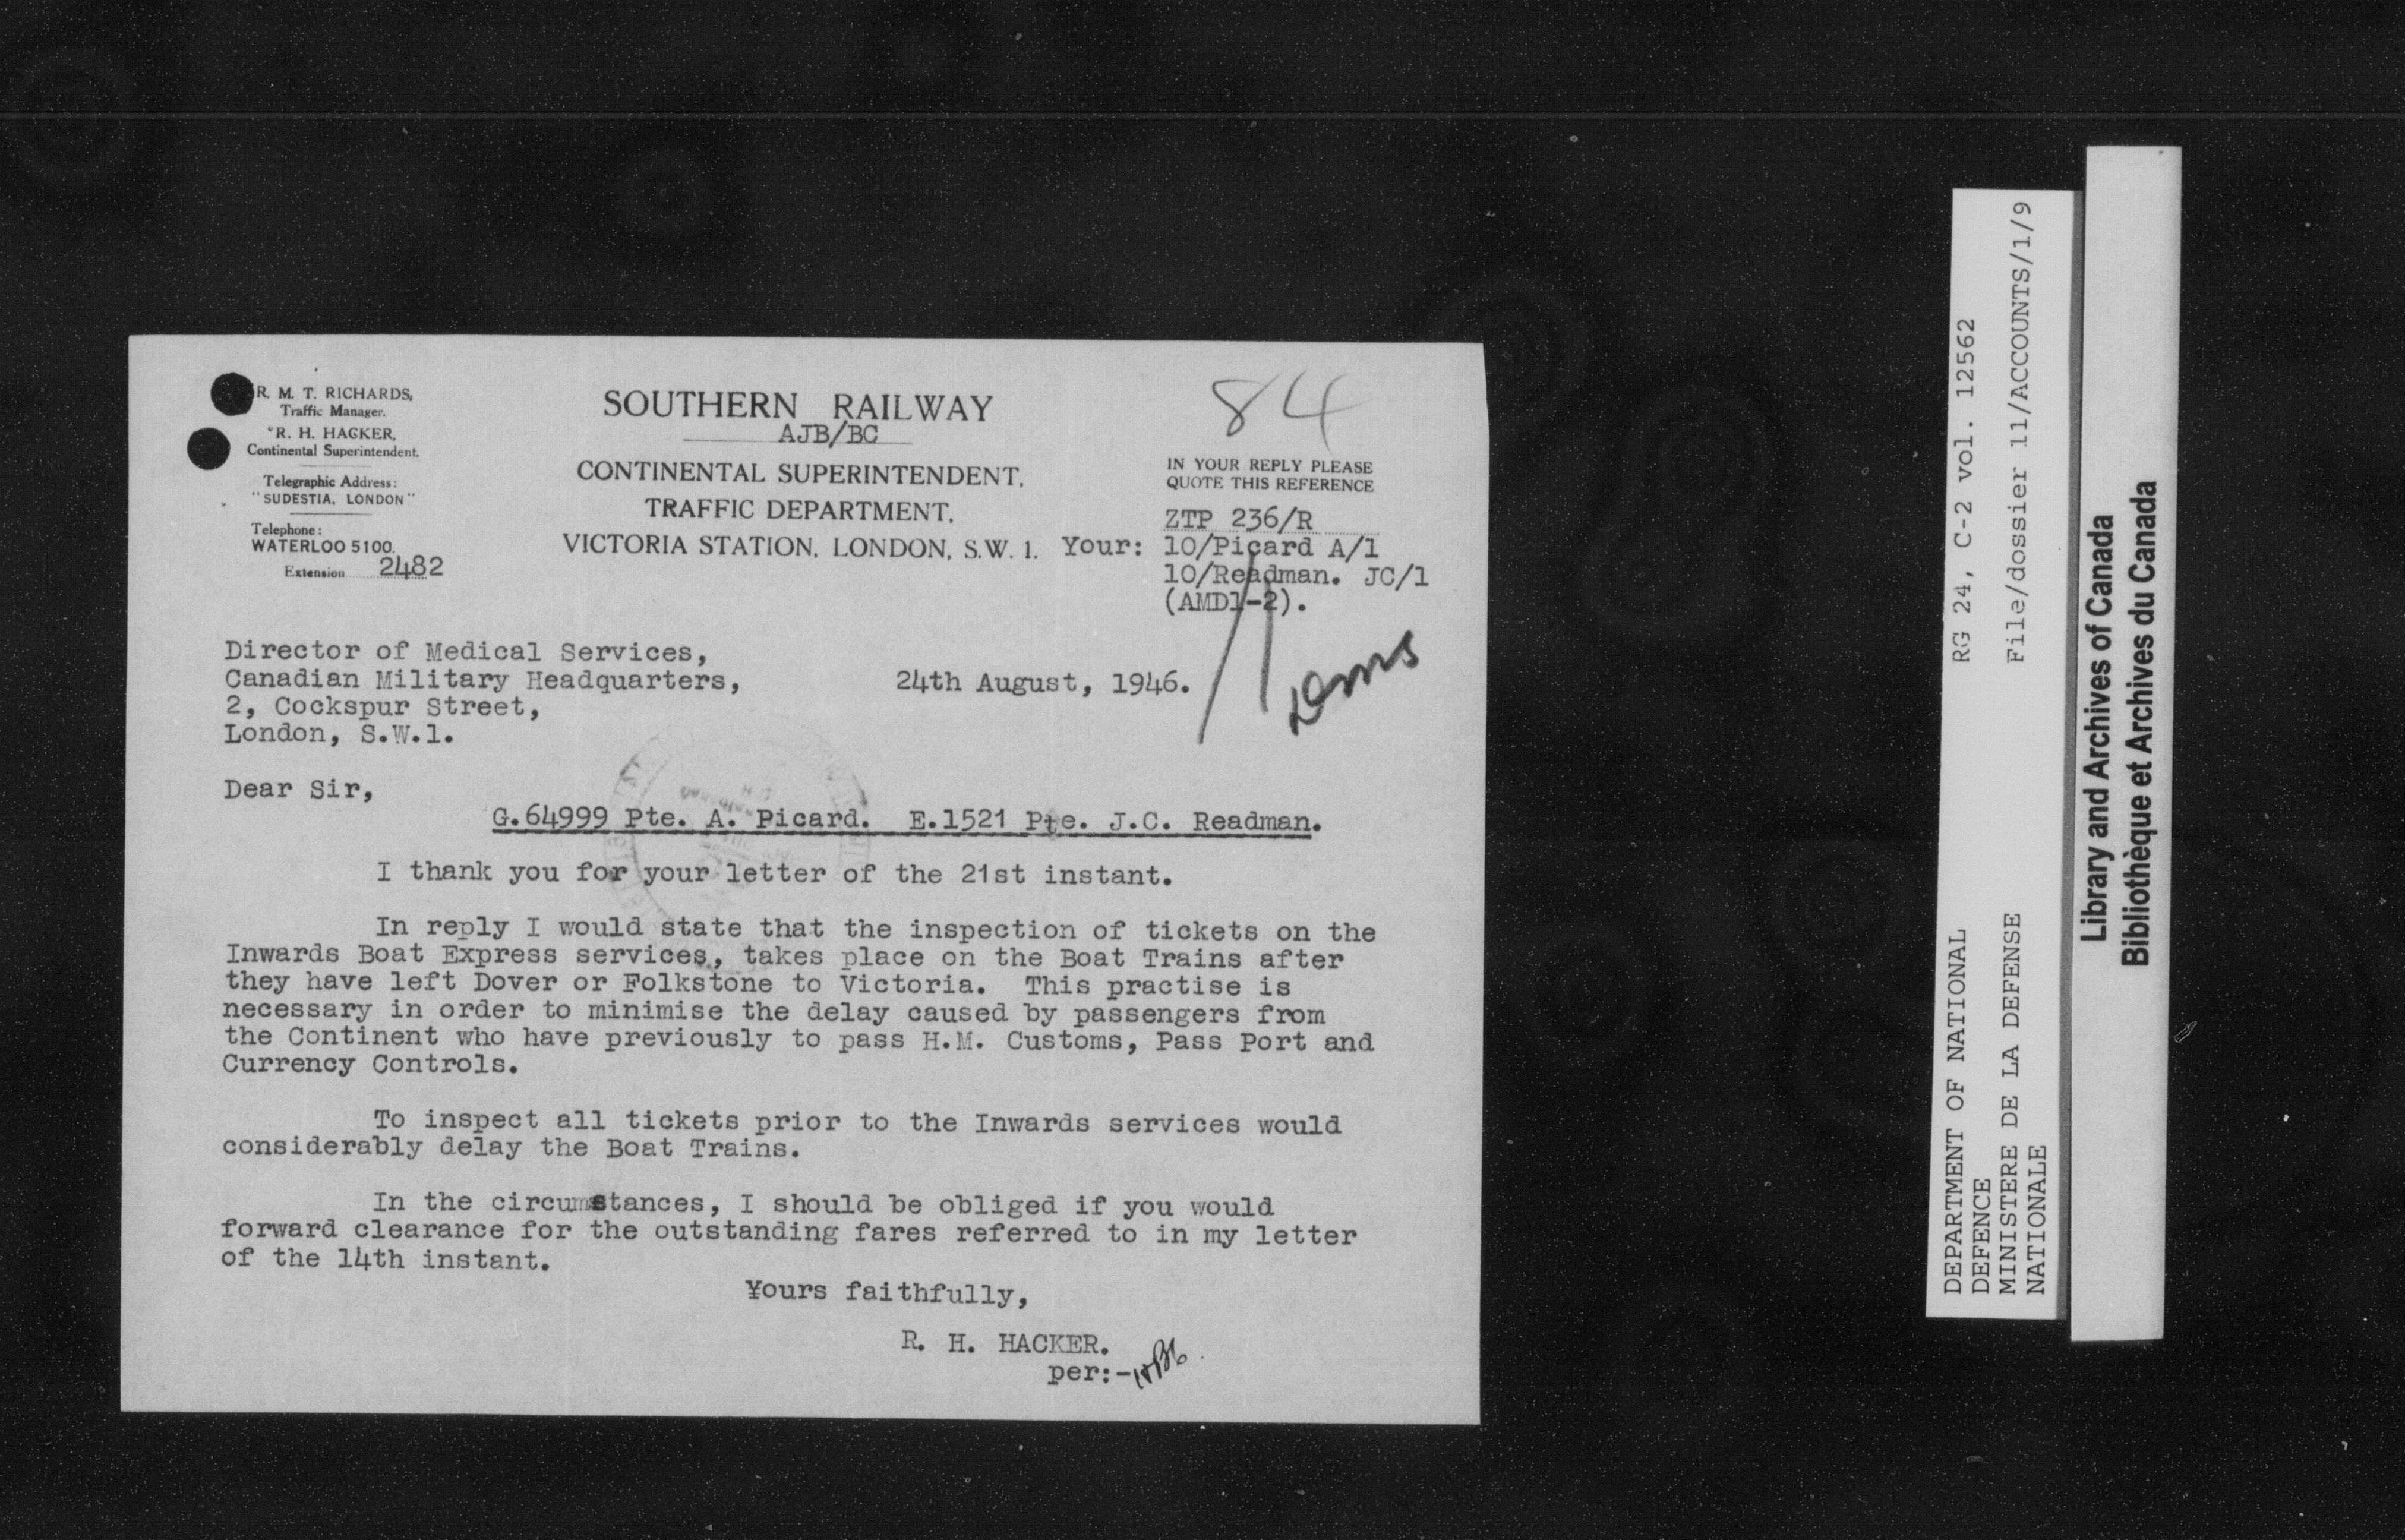 R. M. T. RICHARDS,
Traffic Manager.
R. H. HACKER,
Continental Superintendent.
Telegraphic Address:
"SUDESTIA, LONDON"
Telephone:
WATERLOO 5100.
Extension 2482
SOUTHERN RAILWAY
AJB/BC
CONTINENTAL SUPERINTENDENT,
TRAFFIC DEPARTMENT,
VICTORIA STATION, LONDON, S.W. 1.
84
IN YOUR REPLY PLEASE
QUOTE THIS REFERENCE
ZTP 236/R
Your: 10/Picard A/1
10/Readman. JC/1
(AMD1-2).
Director of Medical Services,
Canadian Military Headquarters,
2, Cockspur Street,
London, S.W.1.
24th August, 1946.
Dear Sir,
G.64999 Pte. A. Picard. E.1521 Pte. J.C. Readman.
I thank you for your letter of the 21st instant.
In reply I would state that the inspection of tickets on the
Inwards Boat Express services, takes place on the Boat Trains after
they have left Dover or Folkstone to Victoria. This practise is
necessary in order to minimise the delay caused by passengers from
the Continent who have previously to pass H.M. Customs, Pass Port and
Currency Controls.
To inspect all tickets prior to the Inwards services would
considerably delay the Boat Trains.
In the circumstances, I should be obliged if you would
forward clearance for the outstanding fares referred to in my letter
of the 14th instant.
Yours faithfully,
R. H. HACKER.
per:-
DEPARTMENT OF NATIONAL
DEFENCE
MINISTERE DE LA DEFENSE
NATIONALE
RG 24, C-2 vol. 12562
File/dossier 11/ACCOUNTS/1/9
Library and Archives of Canada
Bibliothèque et Archives du Canada